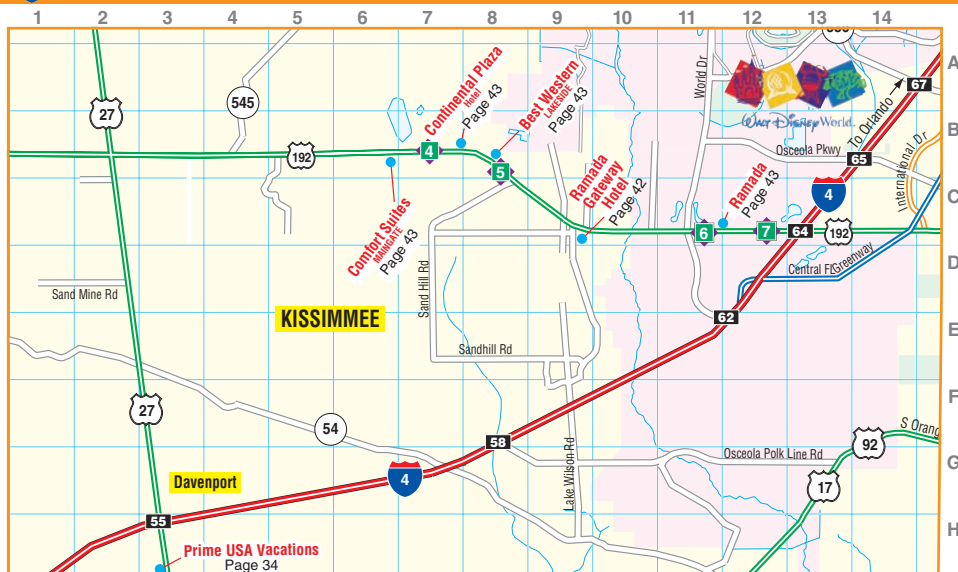 1 2 3 4 5 6 7 8 9 10 11 12 13 14
A
B
C
D
E
F
G
H
27
545
192
4
Continental Plaza
Hotel
Page 43
Best Western
LAKESIDE
Page 43
5
Comfort Suites
MAINGATE
Page 43
Ramada
Gateway
Hotel
Page 42
World Dr
Walt Disney World
To Orlando
67
Osceola Pkwy
65
International Dr
4
Ramada
Page 43
6
7
64
192
Central Fl Greenway
62
Sand Mine Rd
Sand Hill Rd
KISSIMMEE
Sandhill Rd
27
54
58
4
Davenport
55
Lake Wilson Rd
Osceola Polk Line Rd
92
17
S Orang
Prime USA Vacations
Page 34